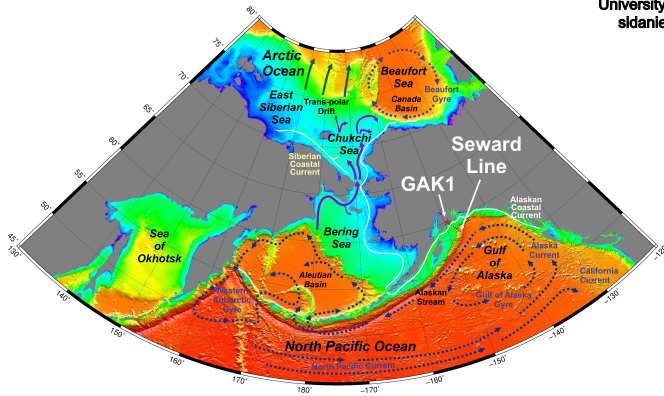 University
sldanie
80˚
75˚
70˚
65˚
60˚
55˚
50˚
45˚
130˚
140˚
150˚
160˚
170˚
-180˚
-170˚
-160˚
-150˚
-140˚
-130˚
-120
Arctic
Ocean
Beaufort
Sea
Canada
Basin
Beaufort
Gyre
East
Siberian
Sea
Trans-polar
Drift
Chukchi
Sea
Siberian
Coastal
Current
Seward
Line
GAK1
Alaskan
Coastal
Current
Sea
of
Okhotsk
Bering
Sea
Aleutian
Basin
Western
Subarctic
Gyre
Gulf
of
Alaska
Alaska
Current
California
Current
Alaskan
Stream
Gulf of Alaska
Gyre
North Pacific Ocean
North Pacific Current